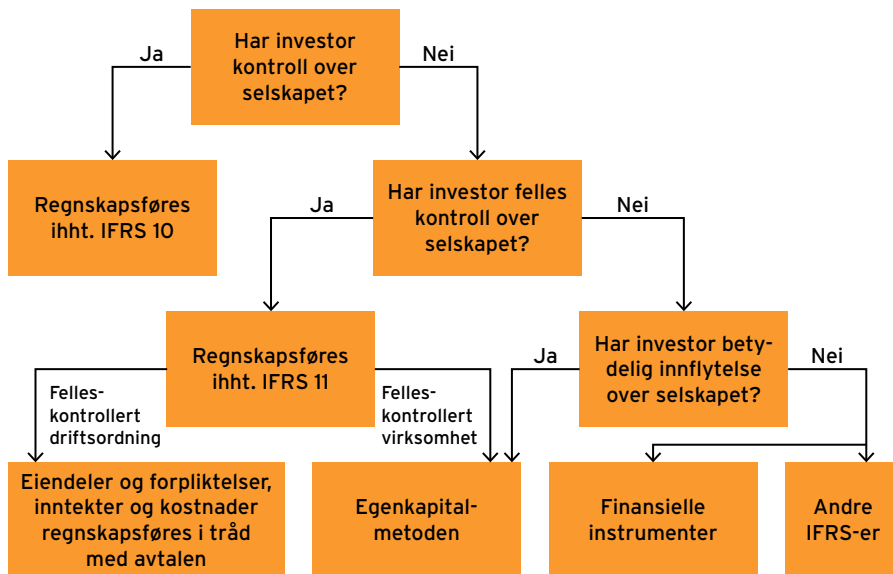 Har investor
kontroll over
selskapet?
Ja
Nei
Regnskapsføres
ihht. IFRS 10
Har investor felles
kontroll over
selskapet?
Ja
Nei
Regnskapsføres
ihht. IFRS 11
Har investor bety-
delig innflytelse
over selskapet?
Ja
Nei
Felles-
kontrollert
driftsordning
Felles-
kontrollert
virksomhet
Eiendeler og forpliktelser,
inntekter og kostnader
regnskapsføres i tråd
med avtalen
Egenkapital-
metoden
Finansielle
instrumenter
Andre
IFRS-er